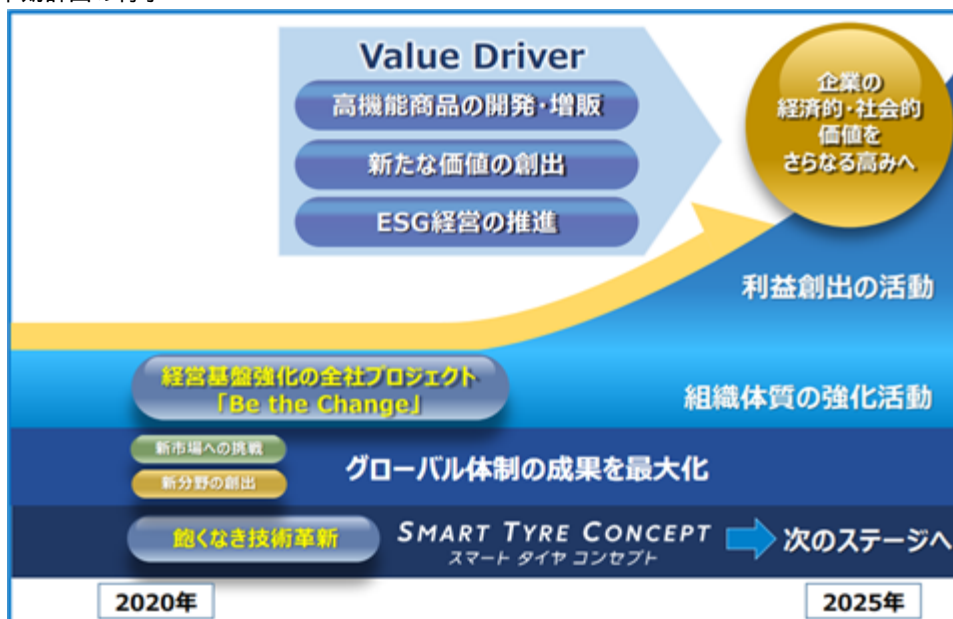 Value Driver
高機能商品の開発・増販
新たな価値の創出
ESG経営の推進
企業の
経済的・社会的
価値を
さらなる高みへ
利益創出の活動
経営基盤強化の全社プロジェクト
「Be the Change」
組織体質の強化活動
新市場への挑戦
新分野の創出
グローバル体制の成果を最大化
飽くなき技術革新
SMART TYRE CONCEPT
スマート タイヤ コンセプト
次のステージへ
2020年
2025年